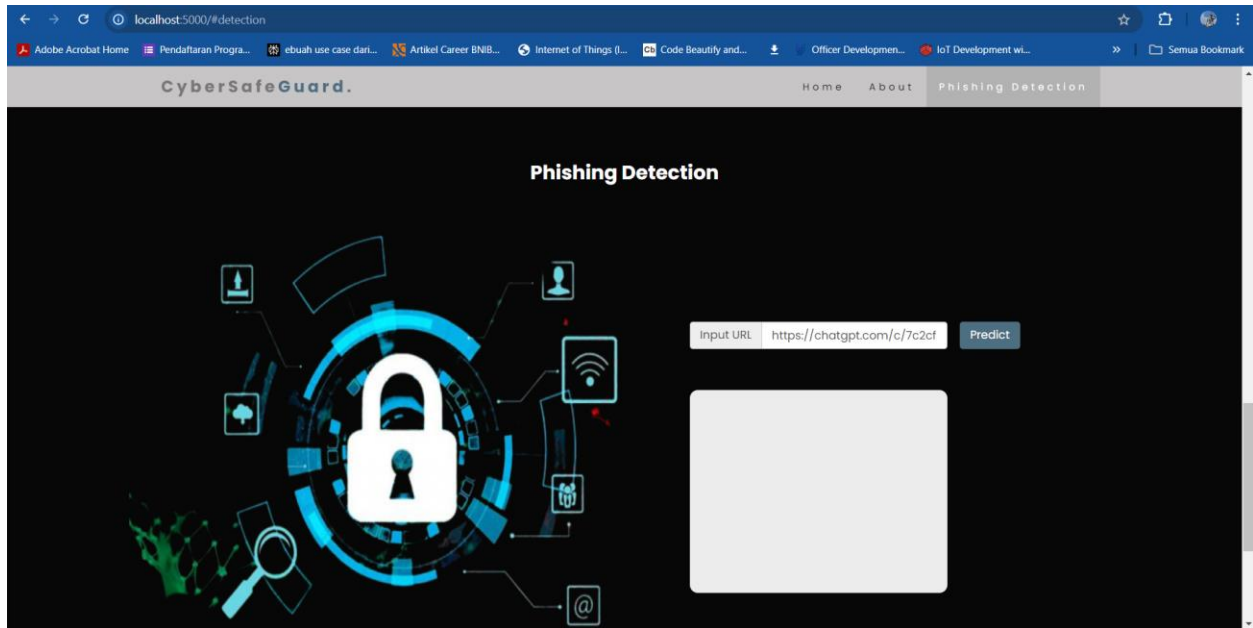 localhost:5000/#detection
Adobe Acrobat Home Pendaftaran Progra... ebuah use case dari... Artikel Career BNIB... Internet of Things (I... Cb Code Beautify and... Officer Developmen... IoT Development wi... » Semua Bookmark
CyberSafeGuard. Home About Phishing Detection
Phishing Detection
Input URL https://chatgpt.com/c/7c2cf Predict
@